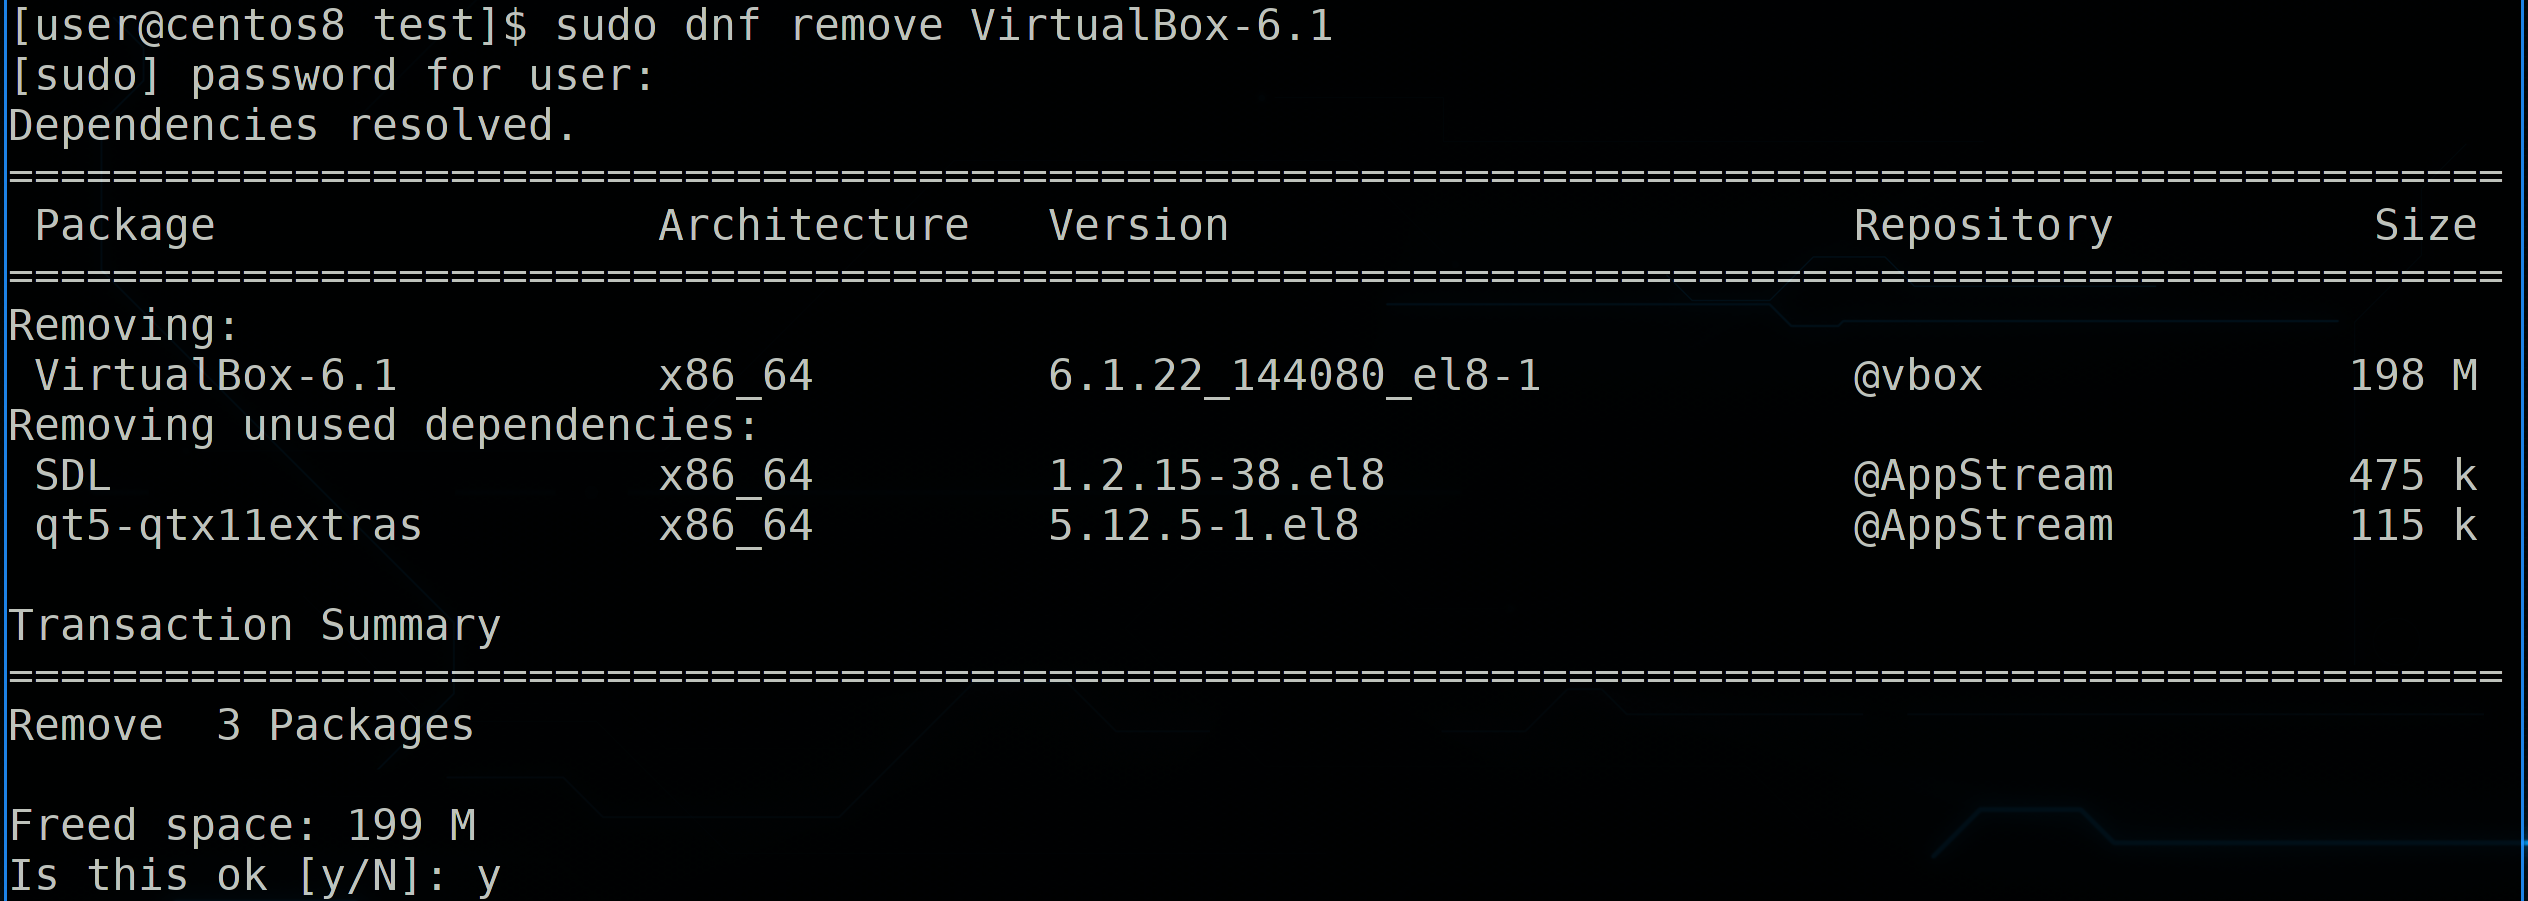 [user@centos8 test]$ sudo dnf remove VirtualBox-6.1
[sudo] password for user:
Dependencies resolved.
================================================================================================
 Package                 Architecture   Version                        Repository          Size
================================================================================================
Removing:
 VirtualBox-6.1          x86_64         6.1.22_144080_el8-1            @vbox              198 M
Removing unused dependencies:
 SDL                     x86_64         1.2.15-38.el8                  @AppStream         475 k
 qt5-qtx11extras         x86_64         5.12.5-1.el8                   @AppStream         115 k

Transaction Summary
================================================================================================
Remove  3 Packages

Freed space: 199 M
Is this ok [y/N]: y